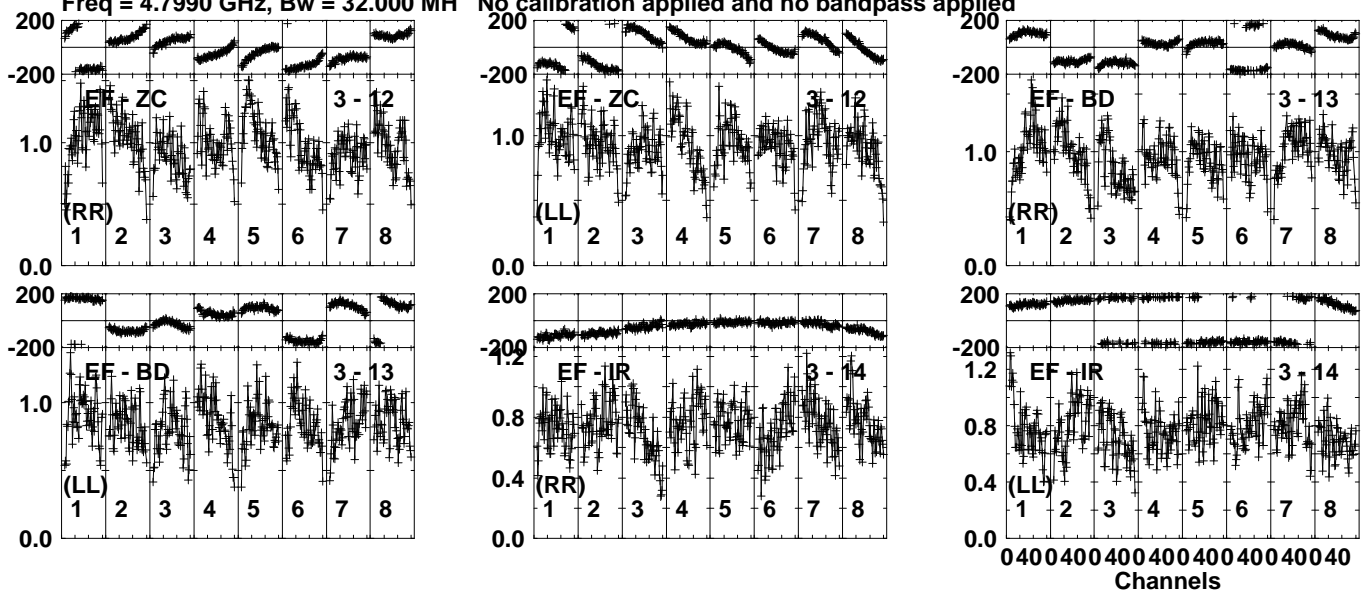 Freq = 4.7990 GHz, Bw = 32.000 MH No calibration applied and no bandpass applied
200
-200
EF - ZC 3 - 12
1.0
(RR)
1 2 3 4 5 6 7 8
0.0
200
-200
EF - ZC 3 - 12
1.0
(LL)
1 2 3 4 5 6 7 8
0.0
200
-200
EF - BD 3 - 13
1.0
(RR)
1 2 3 4 5 6 7 8
0.0
200
-200
EF - BD 3 - 13
1.0
(LL)
1 2 3 4 5 6 7 8
0.0
200
-200
1.2
EF - IR 3 - 14
0.8
0.4
(RR)
1 2 3 4 5 6 7 8
0.0
200
-200
1.2
EF - IR 3 - 14
0.8
0.4
(LL)
1 2 3 4 5 6 7 8
0.0
0 40 0 40 0 40 0 40 0 40 0 40 0 40 0 40
Channels